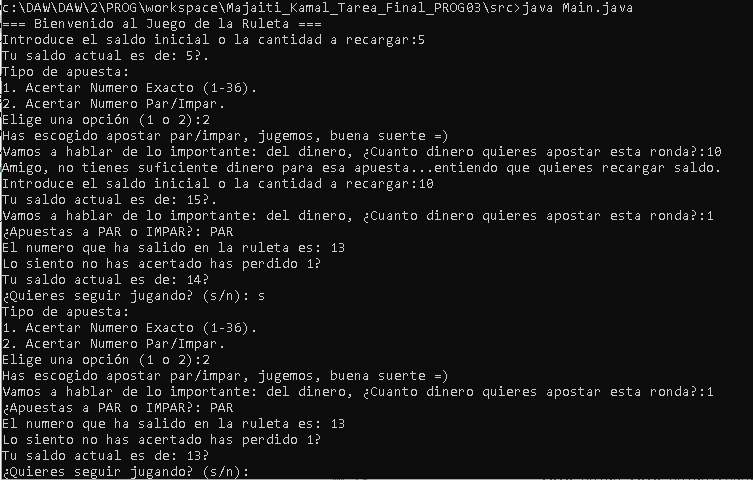 c:\DAW\DAW\2\PROG\workspace\Majaiti_Kamal_Tarea_Final_PROG03\src>java Main.java
=== Bienvenido al Juego de la Ruleta ===
Introduce el saldo inicial o la cantidad a recargar:5
Tu saldo actual es de: 5?.
Tipo de apuesta:
1. Acertar Numero Exacto (1-36).
2. Acertar Numero Par/Impar.
Elige una opción (1 o 2):2
Has escogido apostar par/impar, jugemos, buena suerte =)
Vamos a hablar de lo importante: del dinero, ¿Cuanto dinero quieres apostar esta ronda?:10
Amigo, no tienes suficiente dinero para esa apuesta...entiendo que quieres recargar saldo.
Introduce el saldo inicial o la cantidad a recargar:10
Tu saldo actual es de: 15?.
Vamos a hablar de lo importante: del dinero, ¿Cuanto dinero quieres apostar esta ronda?:1
¿Apuestas a PAR o IMPAR?: PAR
El numero que ha salido en la ruleta es: 13
Lo siento no has acertado has perdido 1?
Tu saldo actual es de: 14?
¿Quieres seguir jugando? (s/n): s
Tipo de apuesta:
1. Acertar Numero Exacto (1-36).
2. Acertar Numero Par/Impar.
Elige una opción (1 o 2):2
Has escogido apostar par/impar, jugemos, buena suerte =)
Vamos a hablar de lo importante: del dinero, ¿Cuanto dinero quieres apostar esta ronda?:1
¿Apuestas a PAR o IMPAR?: PAR
El numero que ha salido en la ruleta es: 13
Lo siento no has acertado has perdido 1?
Tu saldo actual es de: 13?
¿Quieres seguir jugando? (s/n):